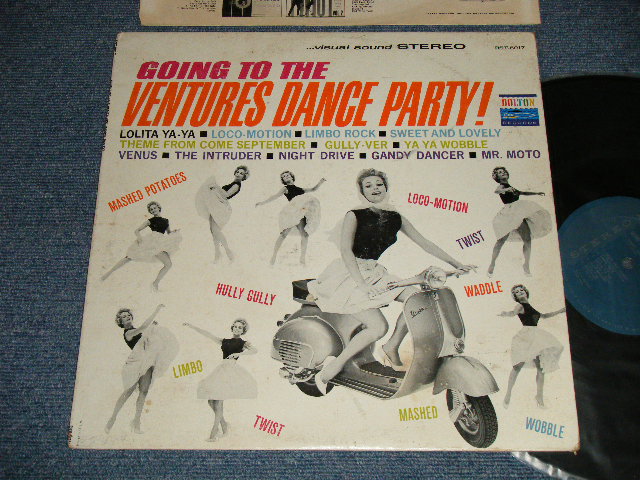 ...visual sound STEREO
BST-8017
GOING TO THE
VENTURES DANCE PARTY!
DOLTON
RECORDS
LOLITA YA-YA ■ LOCO-MOTION ■ LIMBO ROCK ■ SWEET AND LOVELY
THEME FROM COME SEPTEMBER ■ GULLY-VER ■ YA YA WOBBLE
VENUS ■ THE INTRUDER ■ NIGHT DRIVE ■ GANDY DANCER ■ MR. MOTO
MASHED POTATOES
LOCO-MOTION
TWIST
HULLY GULLY
WADDLE
LIMBO
TWIST
MASHED
WOBBLE